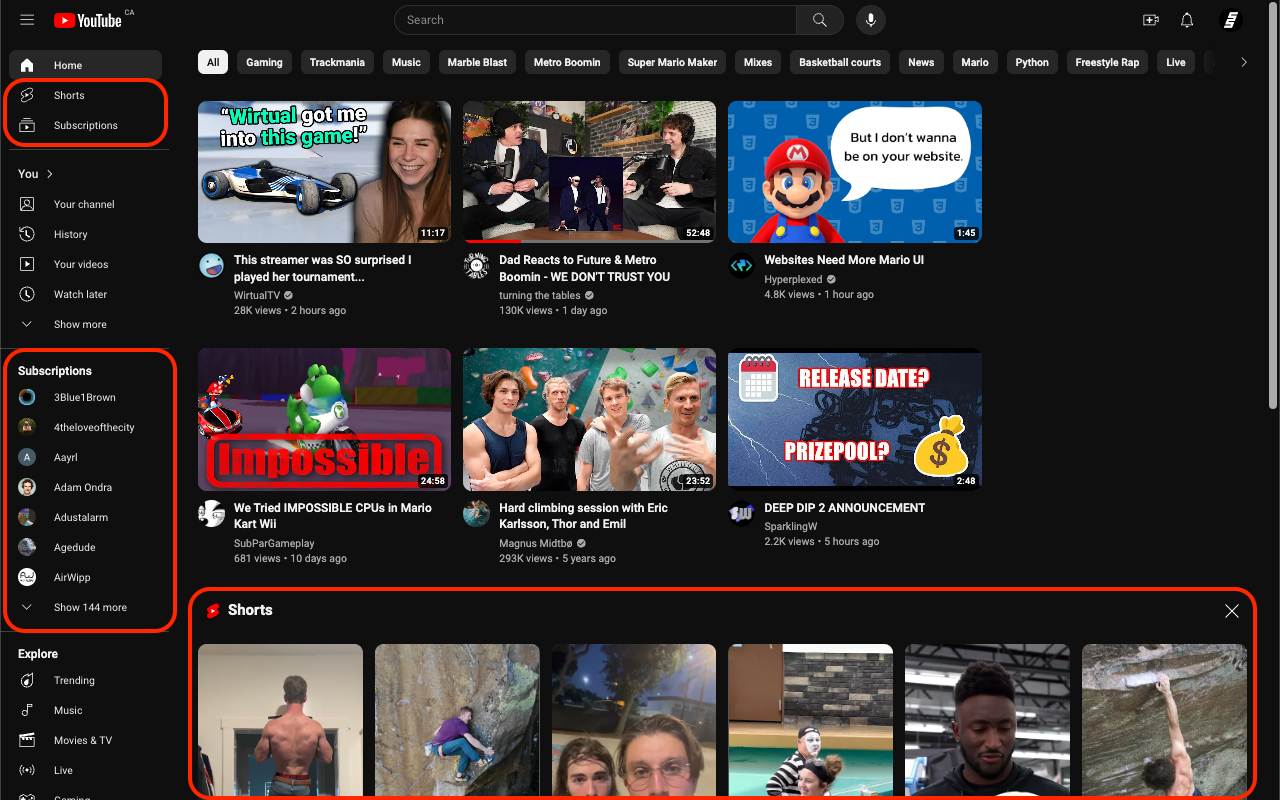 YouTube CA
Search
Home
Shorts
Subscriptions
You
Your channel
History
Your videos
Watch later
Show more
Subscriptions
3Blue1Brown
4theloveofthecity
A
Aayrl
Adam Ondra
Adustalarm
Agedude
AirWipp
Show 144 more
Explore
Trending
Music
Movies & TV
Live
Gaming
All
Gaming
Trackmania
Music
Marble Blast
Metro Boomin
Super Mario Maker
Mixes
Basketball courts
News
Mario
Python
Freestyle Rap
Live
“Wirtual got me
into this game!”
11:17
This streamer was SO surprised I
played her tournament...
WirtualTV
28K views • 2 hours ago
52:48
Dad Reacts to Future & Metro
Boomin - WE DON'T TRUST YOU
turning the tables
130K views • 1 day ago
But I don't wanna
be on your website.
M
1:45
Websites Need More Mario UI
Hyperplexed
4.8K views • 1 hour ago
Impossible
24:58
We Tried IMPOSSIBLE CPUs in Mario
Kart Wii
SubParGameplay
681 views • 10 days ago
23:52
Hard climbing session with Eric
Karlsson, Thor and Emil
Magnus Midtbø
293K views • 5 years ago
RELEASE DATE?
PRIZEPOOL?
$
2:48
DEEP DIP 2 ANNOUNCEMENT
SparklingW
2.2K views • 5 hours ago
Shorts